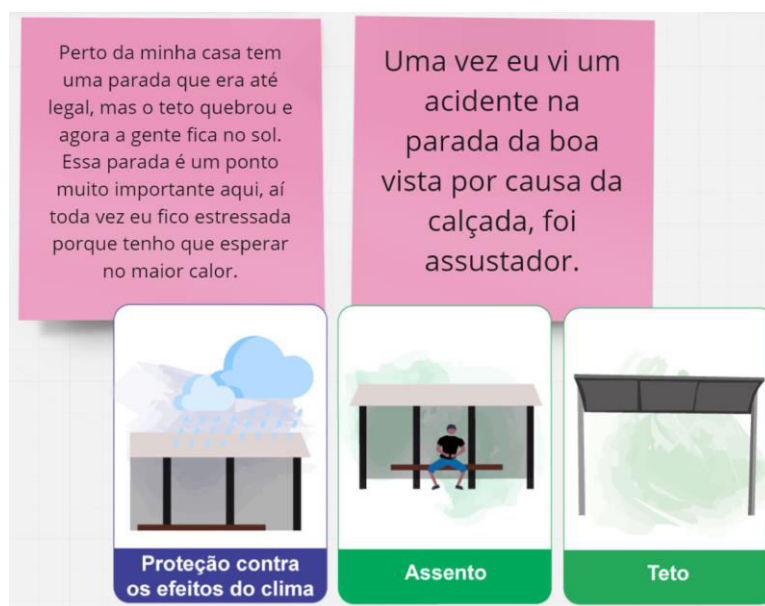 Perto da minha casa tem
uma parada que era até
legal, mas o teto quebrou e
agora a gente fica no sol.
Essa parada é um ponto
muito importante aqui, aí
toda vez eu fico estressada
porque tenho que esperar
no maior calor.
Uma vez eu vi um
acidente na
parada da boa
vista por causa da
calçada, foi
assustador.
Proteção contra
os efeitos do clima
Assento
Teto